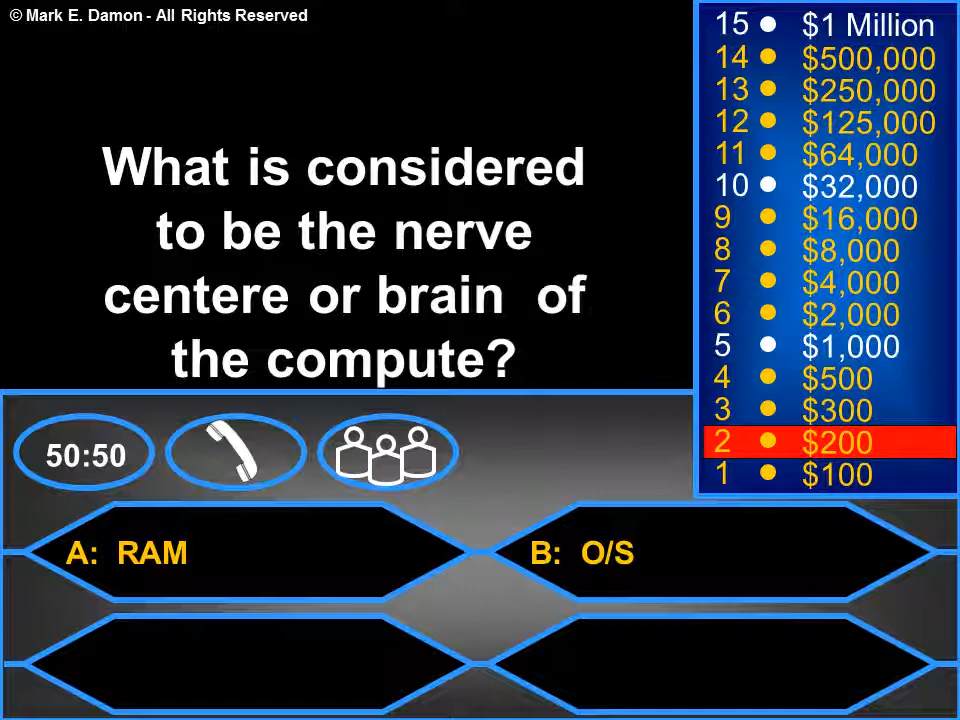 © Mark E. Damon - All Rights Reserved
What is considered
to be the nerve
centere or brain  of
the compute?
15 • $1 Million
14 • $500,000
13 • $250,000
12 • $125,000
11 • $64,000
10 • $32,000
9 • $16,000
8 • $8,000
7 • $4,000
6 • $2,000
5 • $1,000
4 • $500
3 • $300
2 • $200
1 • $100
50:50
A: RAM
B: O/S